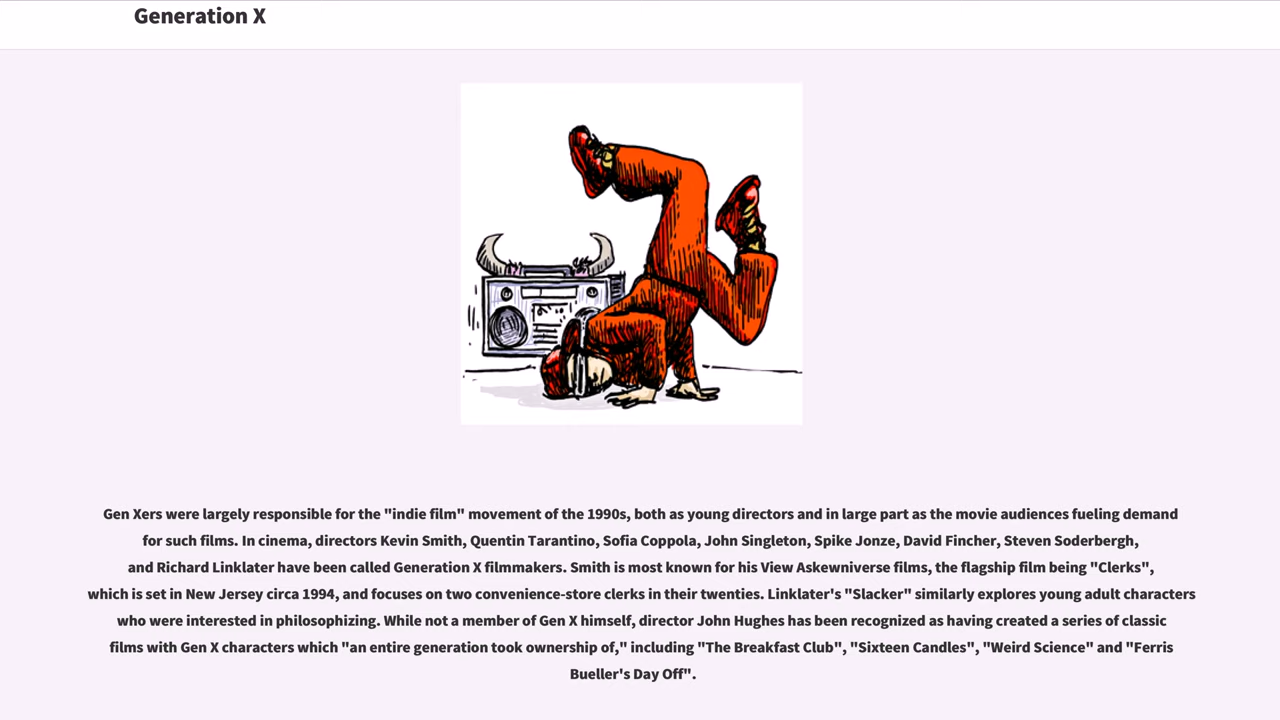 Generation X
Gen Xers were largely responsible for the "indie film" movement of the 1990s, both as young directors and in large part as the movie audiences fueling demand
for such films. In cinema, directors Kevin Smith, Quentin Tarantino, Sofia Coppola, John Singleton, Spike Jonze, David Fincher, Steven Soderbergh,
and Richard Linklater have been called Generation X filmmakers. Smith is most known for his View Askewniverse films, the flagship film being "Clerks",
which is set in New Jersey circa 1994, and focuses on two convenience-store clerks in their twenties. Linklater's "Slacker" similarly explores young adult characters
who were interested in philosophizing. While not a member of Gen X himself, director John Hughes has been recognized as having created a series of classic
films with Gen X characters which "an entire generation took ownership of," including "The Breakfast Club", "Sixteen Candles", "Weird Science" and "Ferris
Bueller's Day Off".